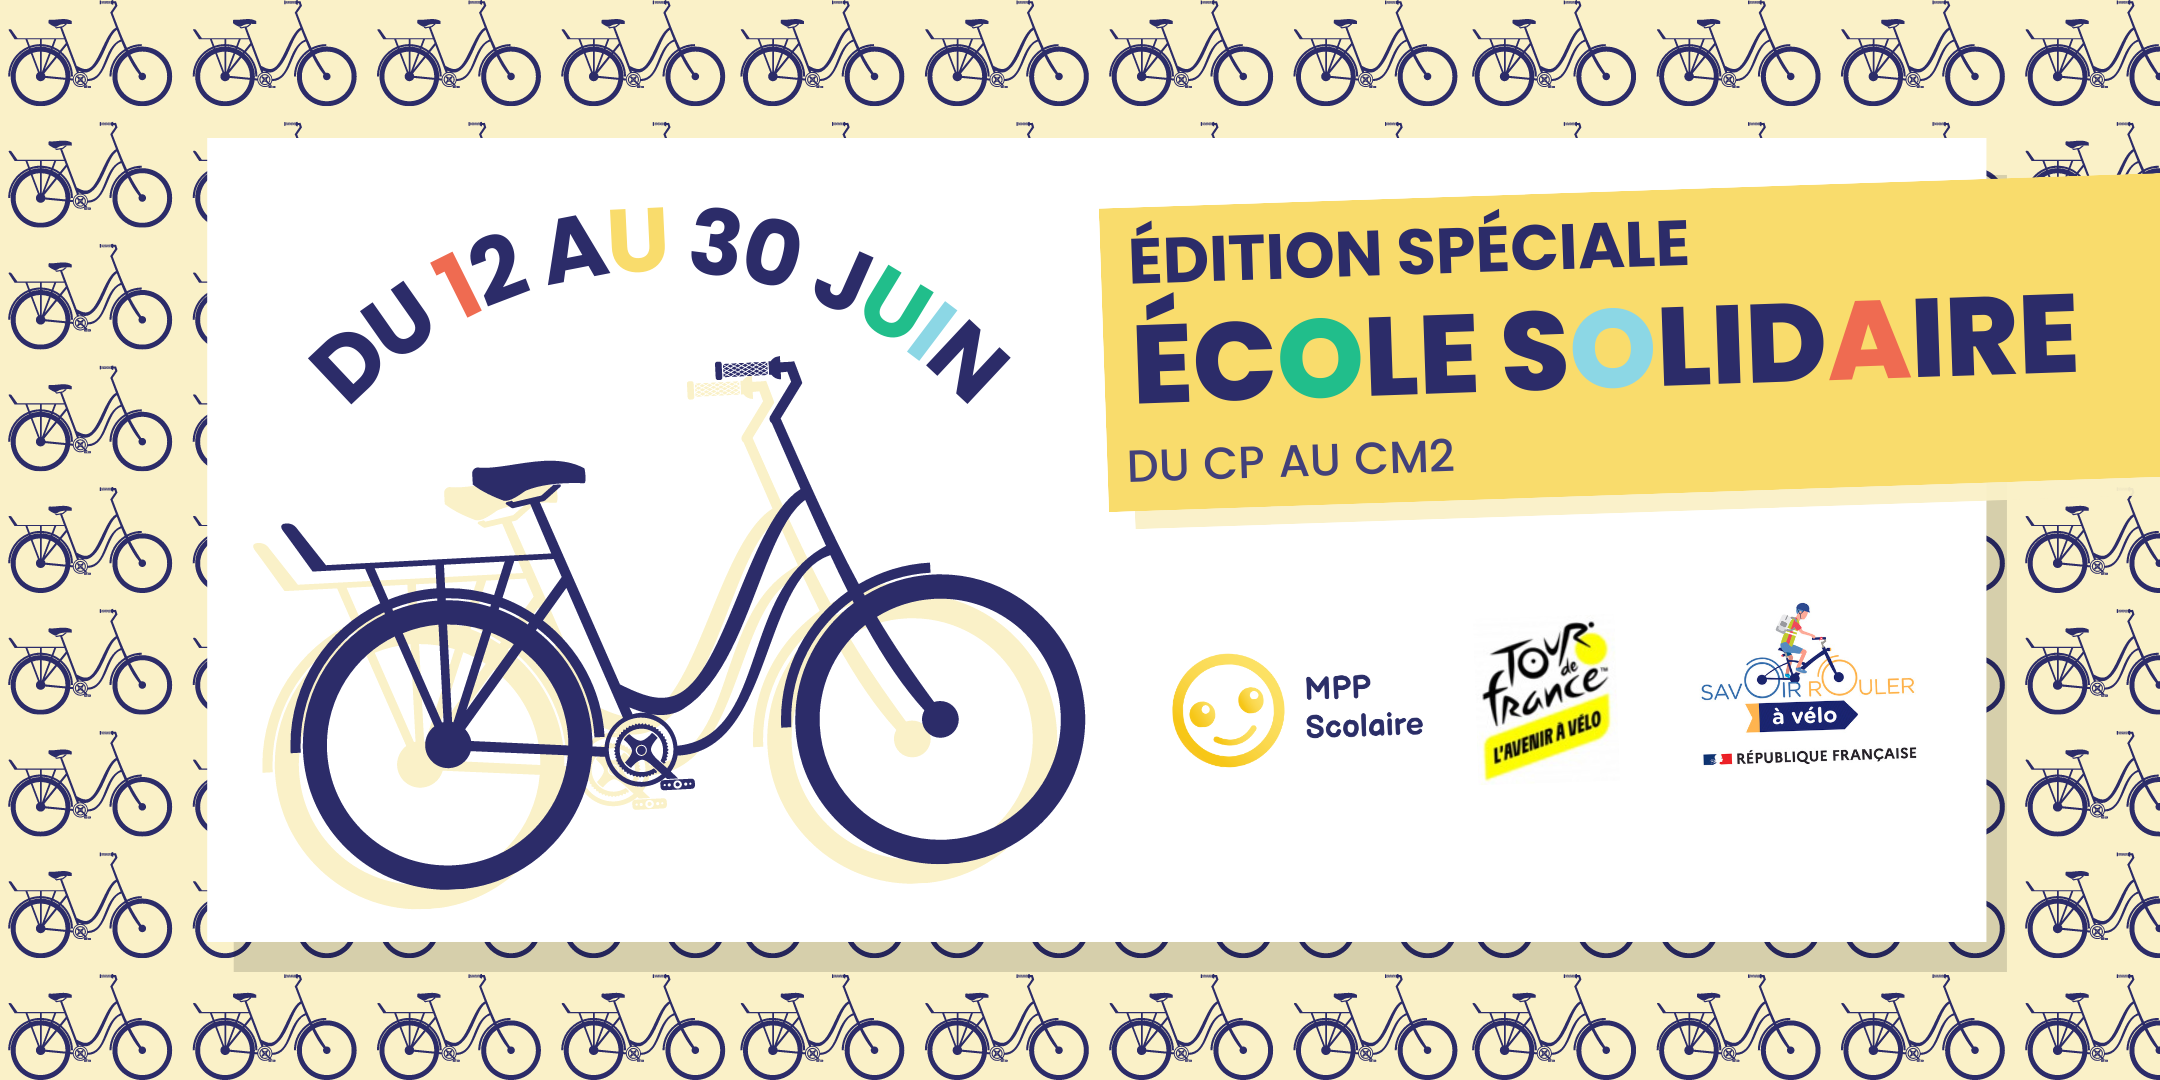 DU 12 AU 30 JUIN
ÉDITION SPÉCIALE
ÉCOLE SOLIDAIRE
DU CP AU CM2
MPP
Scolaire
TOUR
de
france™
L'AVENIR À VÉLO
SAVOIR ROULER
à vélo
RÉPUBLIQUE FRANÇAISE